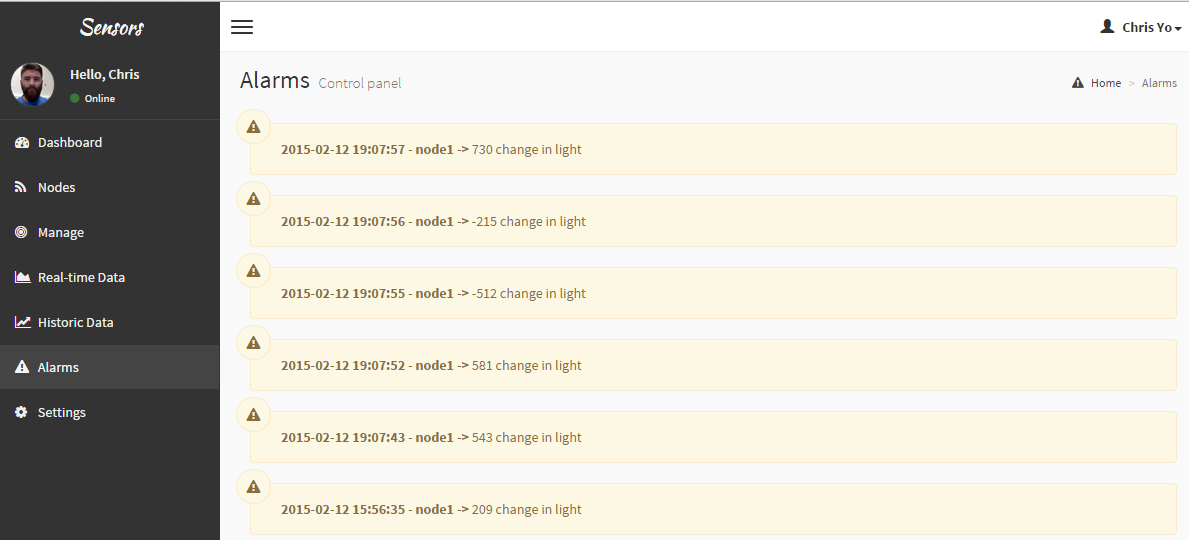 Sensors
Chris Yo
Hello, Chris
Online
Dashboard
Nodes
Manage
Real-time Data
Historic Data
Alarms
Settings
Alarms Control panel
Home > Alarms
2015-02-12 19:07:57 - node1 -> 730 change in light
2015-02-12 19:07:56 - node1 -> -215 change in light
2015-02-12 19:07:55 - node1 -> -512 change in light
2015-02-12 19:07:52 - node1 -> 581 change in light
2015-02-12 19:07:43 - node1 -> 543 change in light
2015-02-12 15:56:35 - node1 -> 209 change in light